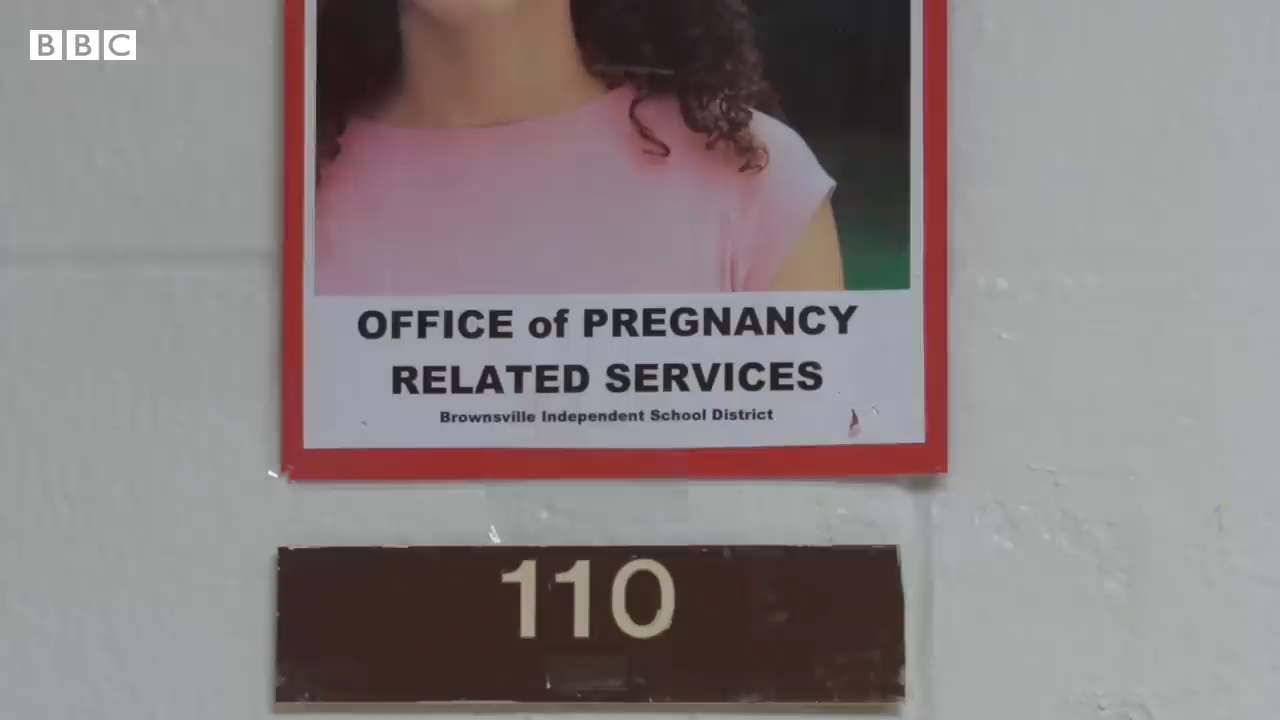 BBC
OFFICE of PREGNANCY
RELATED SERVICES
Brownsville Independent School District
110